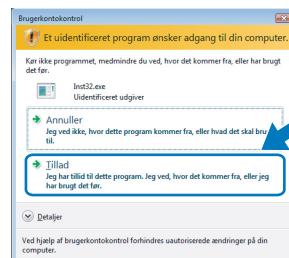 Brugerkontokontrol
Et uidentificeret program ønsker adgang til din computer.
Kør ikke programmet, medmindre du ved, hvor det kommer fra, eller har brugt
det før.
Inst32.exe
Uidentificeret udgiver
Annuller
Jeg ved ikke, hvor dette program kommer fra, eller hvad det skal bru
til.
Tillad
Jeg har tillid til dette program. Jeg ved, hvor det kommer fra, eller jeg
har brugt det før.
Detaljer
Ved hjælp af brugerkontokontrol forhindres uautoriserede ændringer på din
computer.